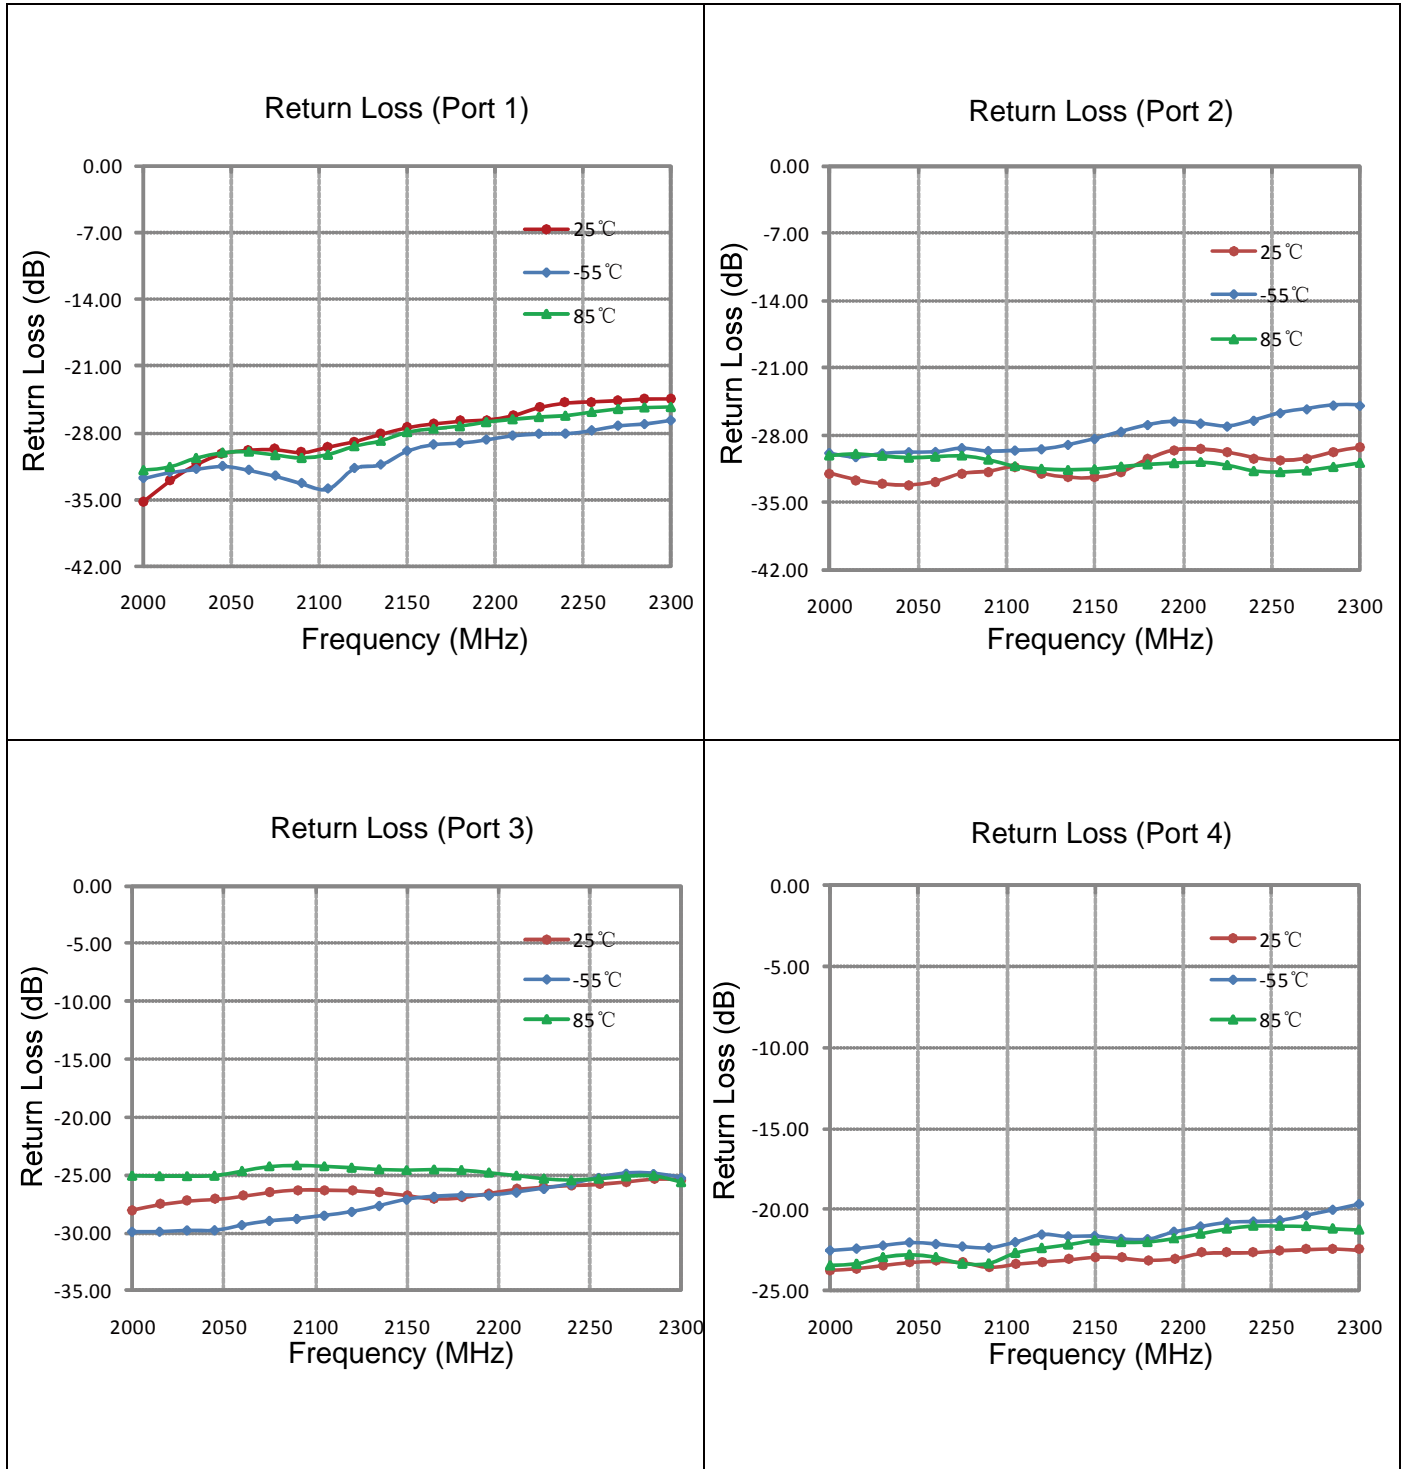 Return Loss (Port 1)
Return Loss (dB)
0.00
-7.00
-14.00
-21.00
-28.00
-35.00
-42.00
25℃
-55℃
85℃
2000 2050 2100 2150 2200 2250 2300
Frequency (MHz)
Return Loss (Port 2)
Return Loss (dB)
0.00
-7.00
-14.00
-21.00
-28.00
-35.00
-42.00
25℃
-55℃
85℃
2000 2050 2100 2150 2200 2250 2300
Frequency (MHz)
Return Loss (Port 3)
Return Loss (dB)
0.00
-5.00
-10.00
-15.00
-20.00
-25.00
-30.00
-35.00
25℃
-55℃
85℃
2000 2050 2100 2150 2200 2250 2300
Frequency (MHz)
Return Loss (Port 4)
Return Loss (dB)
0.00
-5.00
-10.00
-15.00
-20.00
-25.00
25℃
-55℃
85℃
2000 2050 2100 2150 2200 2250 2300
Frequency (MHz)